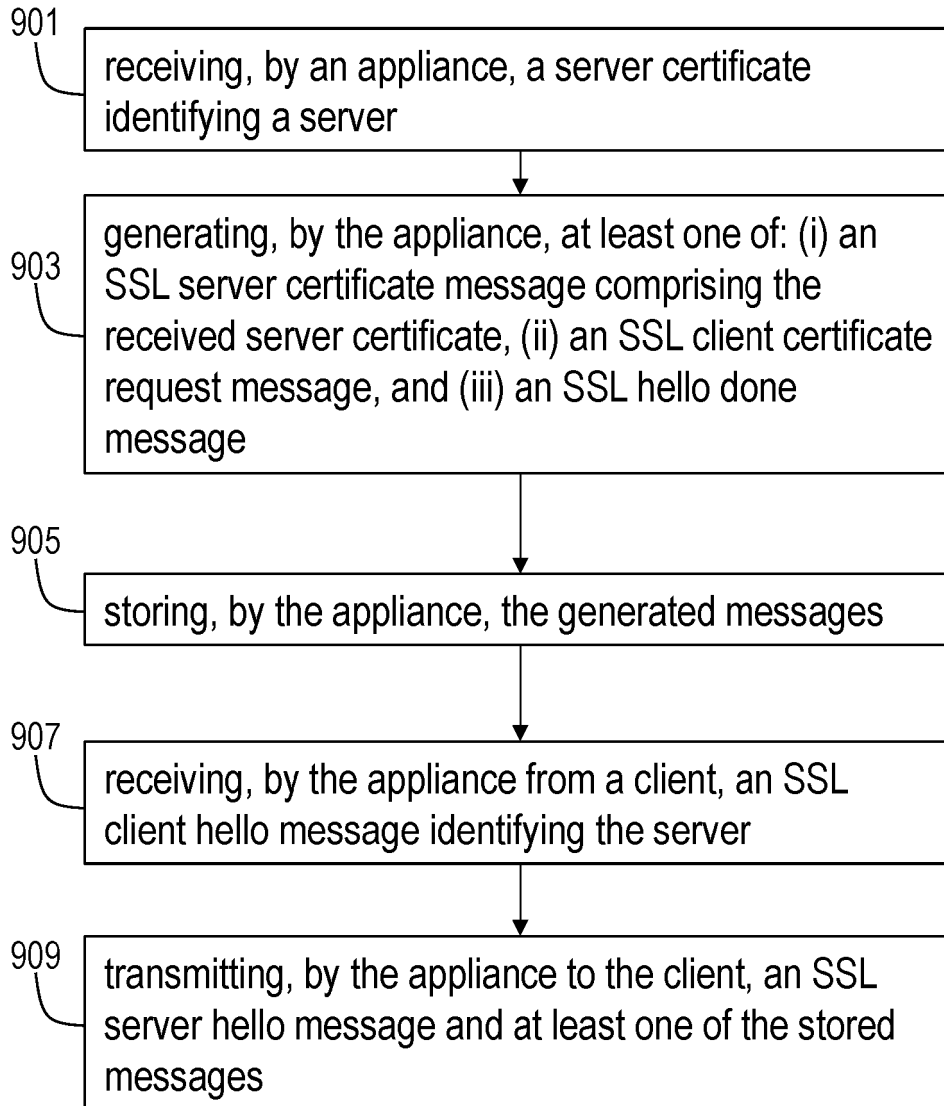 901
receiving, by an appliance, a server certificate
identifying a server
903
generating, by the appliance, at least one of: (i) an
SSL server certificate message comprising the
received server certificate, (ii) an SSL client certificate
request message, and (iii) an SSL hello done
message
905
storing, by the appliance, the generated messages
907
receiving, by the appliance from a client, an SSL
client hello message identifying the server
909
transmitting, by the appliance to the client, an SSL
server hello message and at least one of the stored
messages